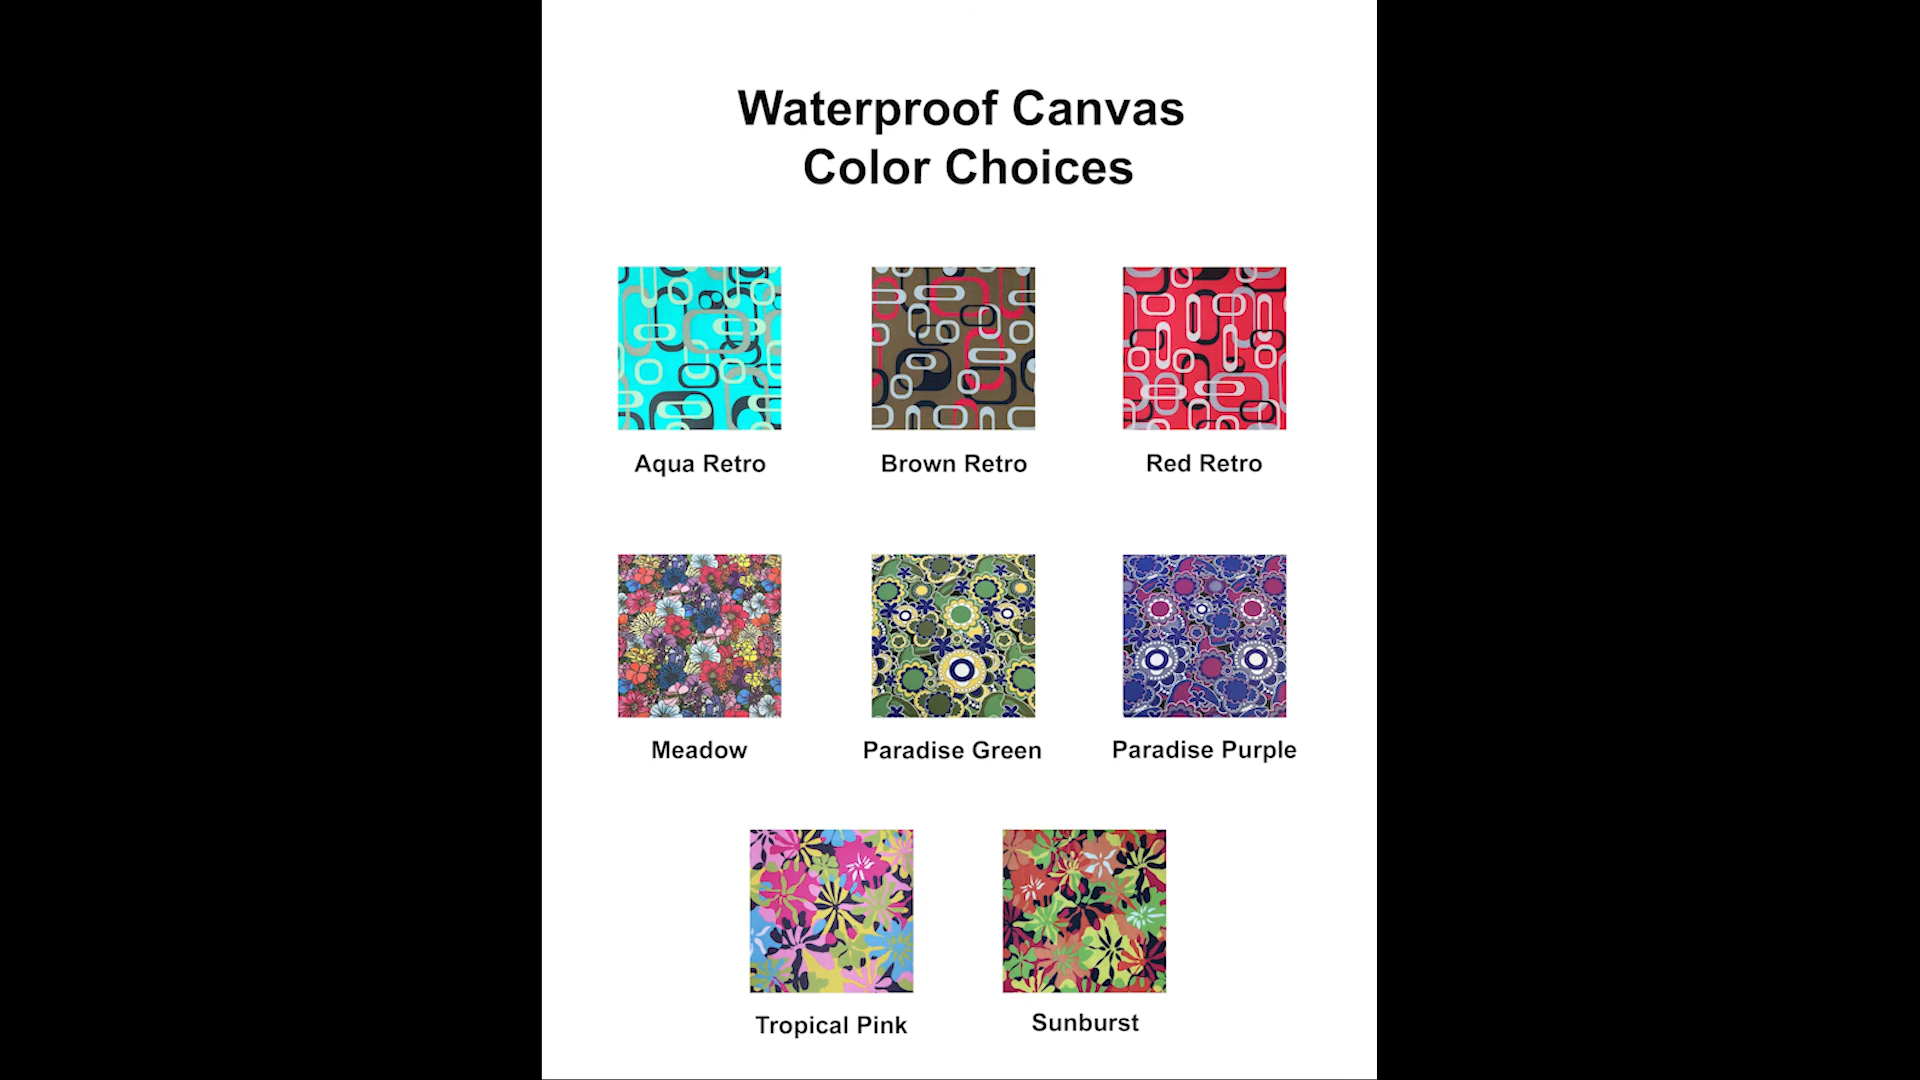 Waterproof Canvas
Color Choices
Aqua Retro
Brown Retro
Red Retro
Meadow
Paradise Green
Paradise Purple
Tropical Pink
Sunburst